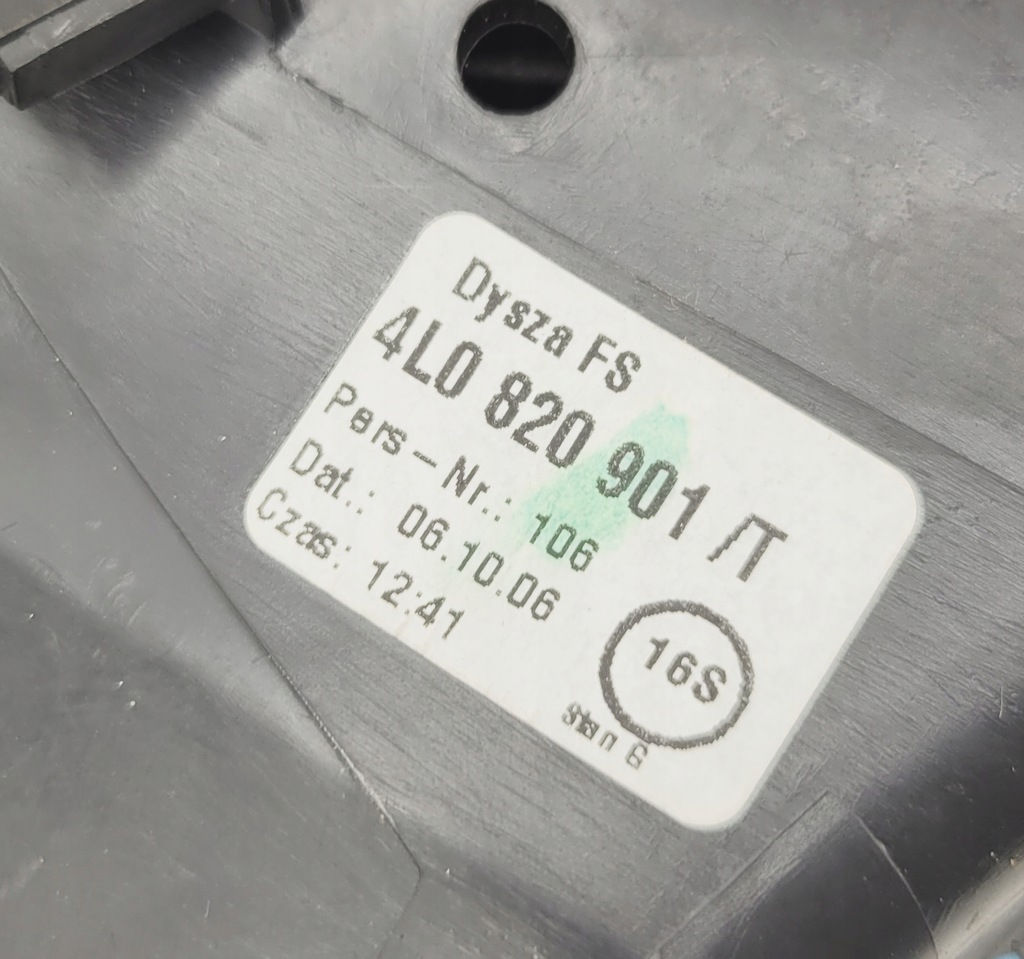 Dysza FS
4L0 820 901 /T
Pers-Nr.: 106
Dat.: 06.10.06
Czas: 12:41
16S
stan 6